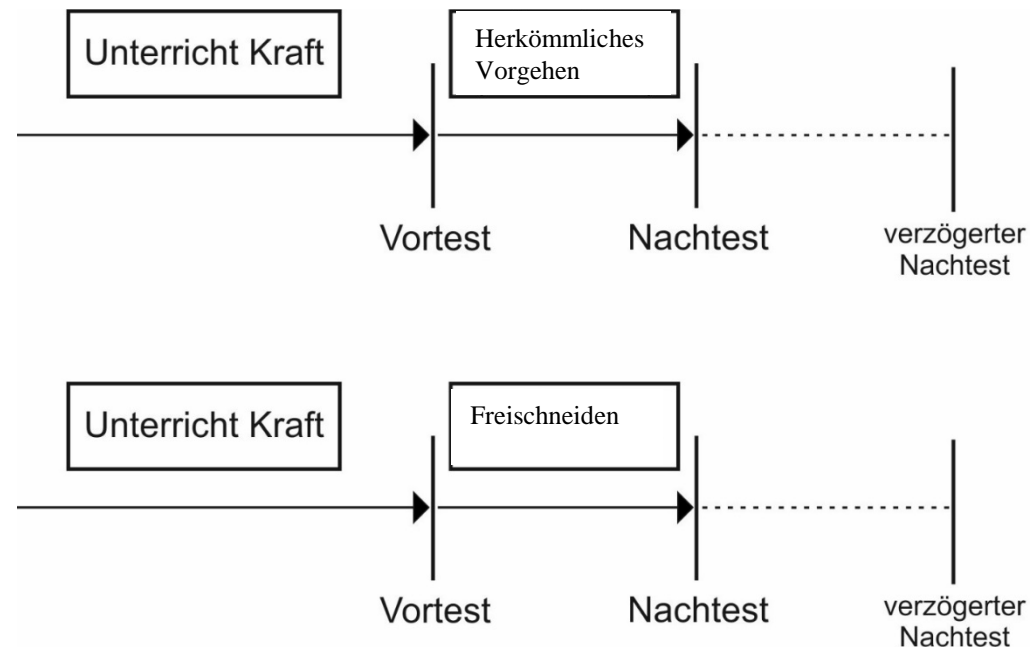 Unterricht Kraft
Herkömmliches
Vorgehen
Vortest
Nachtest
verzögerter
Nachtest
Unterricht Kraft
Freischneiden
Vortest
Nachtest
verzögerter
Nachtest